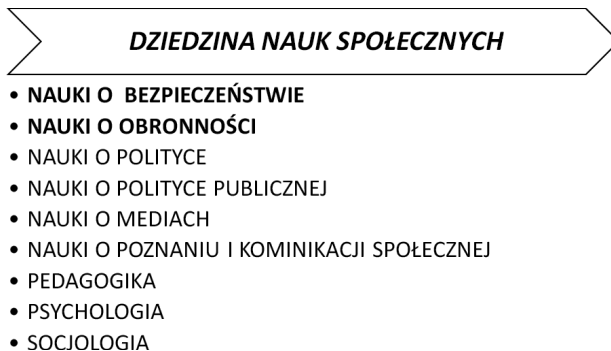 DZIEDZINA NAUK SPOŁECZNYCH
• NAUKI O  BEZPIECZEŃSTWIE
• NAUKI O OBRONNOŚCI
• NAUKI O POLITYCE
• NAUKI O POLITYCE PUBLICZNEJ
• NAUKI O MEDIACH
• NAUKI O POZNANIU I KOMINIKACJI SPOŁECZNEJ
• PEDAGOGIKA
• PSYCHOLOGIA
• SOCJOLOGIA